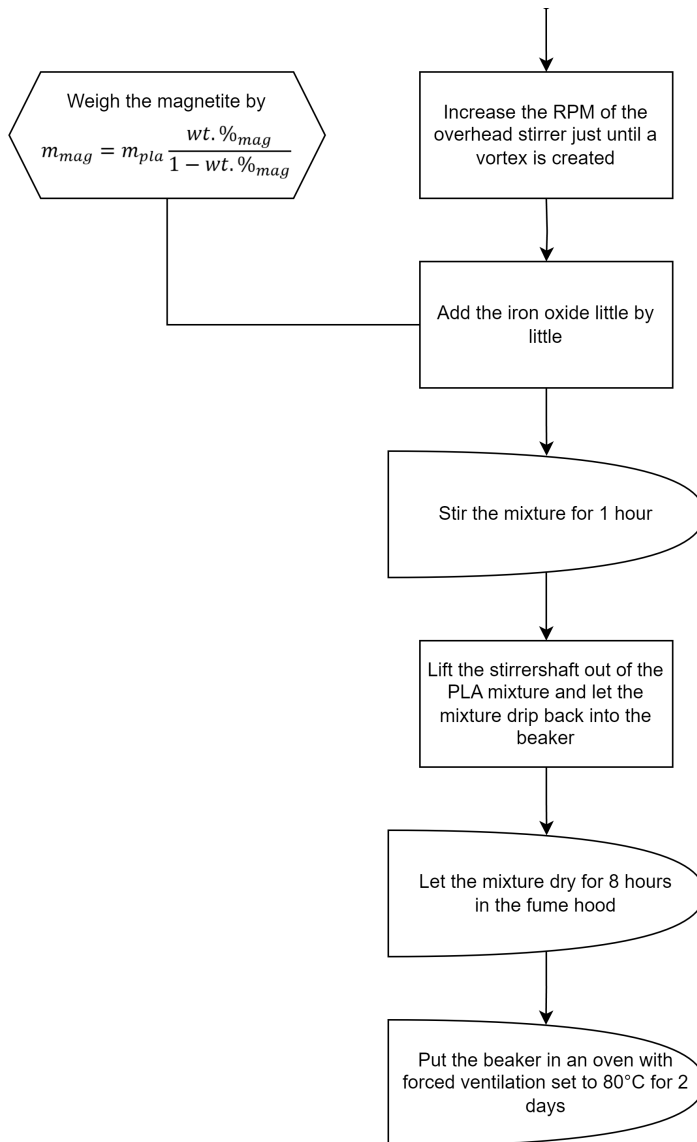 Weigh the magnetite by
m_mag = m_pla wt.%_mag / 1 − wt.%_mag
Increase the RPM of the
overhead stirrer just until a
vortex is created
Add the iron oxide little by
little
Stir the mixture for 1 hour
Lift the stirrershaft out of the
PLA mixture and let the
mixture drip back into the
beaker
Let the mixture dry for 8 hours
in the fume hood
Put the beaker in an oven with
forced ventilation set to 80°C for 2
days